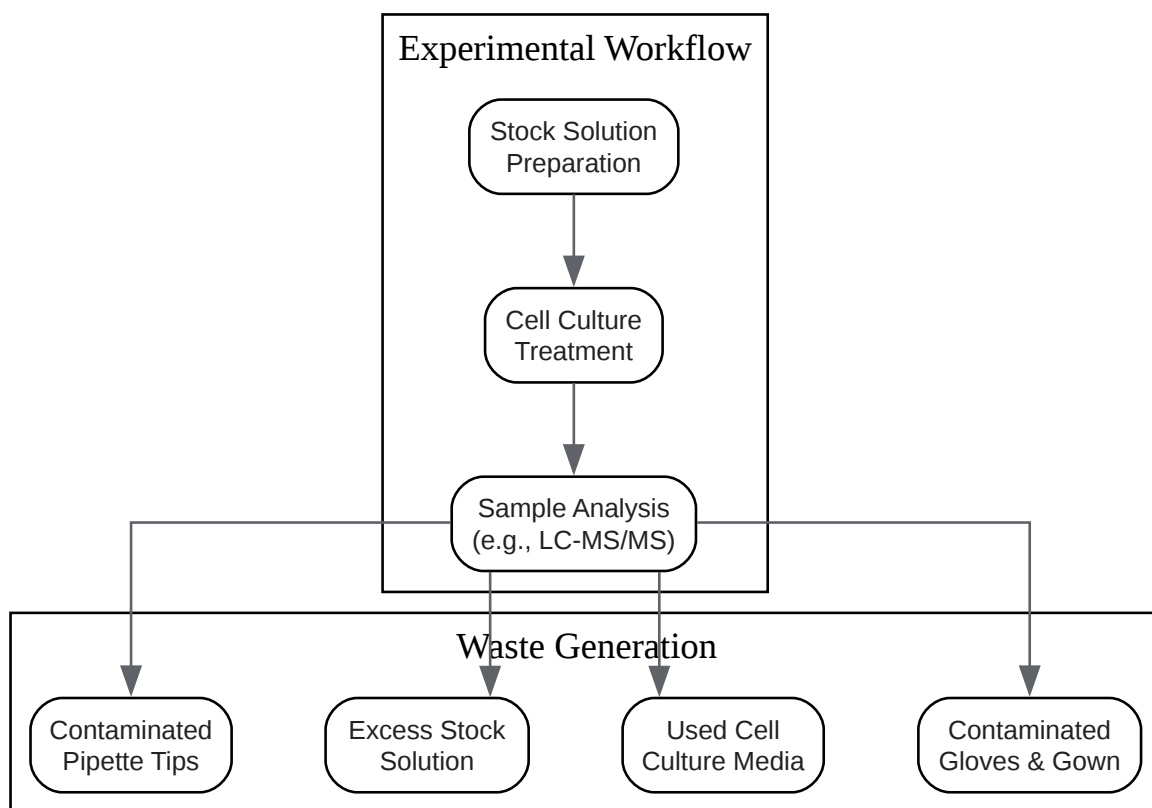 Experimental Workflow
Stock Solution
Preparation
Cell Culture
Treatment
Sample Analysis
(e.g., LC-MS/MS)
Waste Generation
Contaminated
Pipette Tips
Excess Stock
Solution
Used Cell
Culture Media
Contaminated
Gloves & Gown